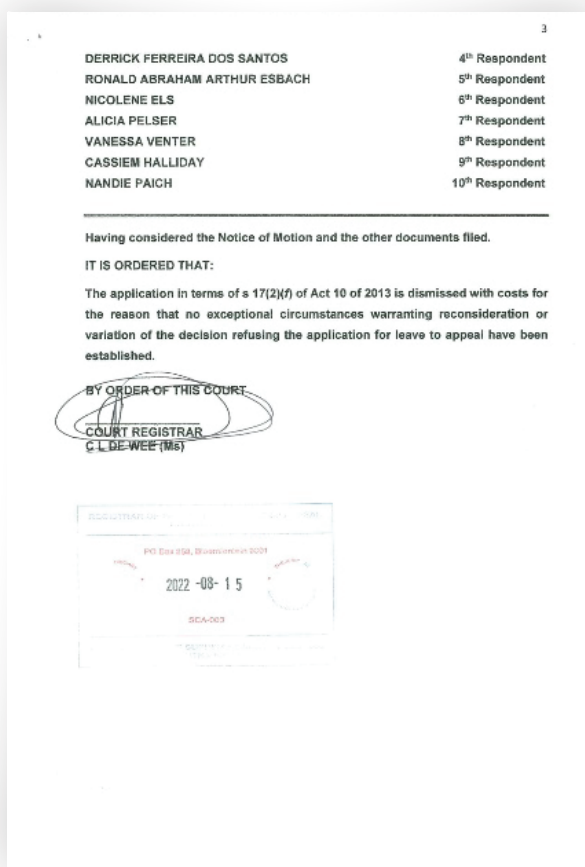 3
DERRICK FERREIRA DOS SANTOS 4th Respondent
RONALD ABRAHAM ARTHUR ESBACH 5th Respondent
NICOLENE ELS 6th Respondent
ALICIA PELSER 7th Respondent
VANESSA VENTER 8th Respondent
CASSIEM HALLIDAY 9th Respondent
NANDIE PAICH 10th Respondent
Having considered the Notice of Motion and the other documents filed.
IT IS ORDERED THAT:
The application in terms of s 17(2)(f) of Act 10 of 2013 is dismissed with costs for
the reason that no exceptional circumstances warranting reconsideration or
variation of the decision refusing the application for leave to appeal have been
established.
BY ORDER OF THIS COURT
COURT REGISTRAR
C L DE WEE (Ms)
REGISTRAR OF
PO Box 258, Bloemfontein 9301
2022 -08- 15
SCA-003